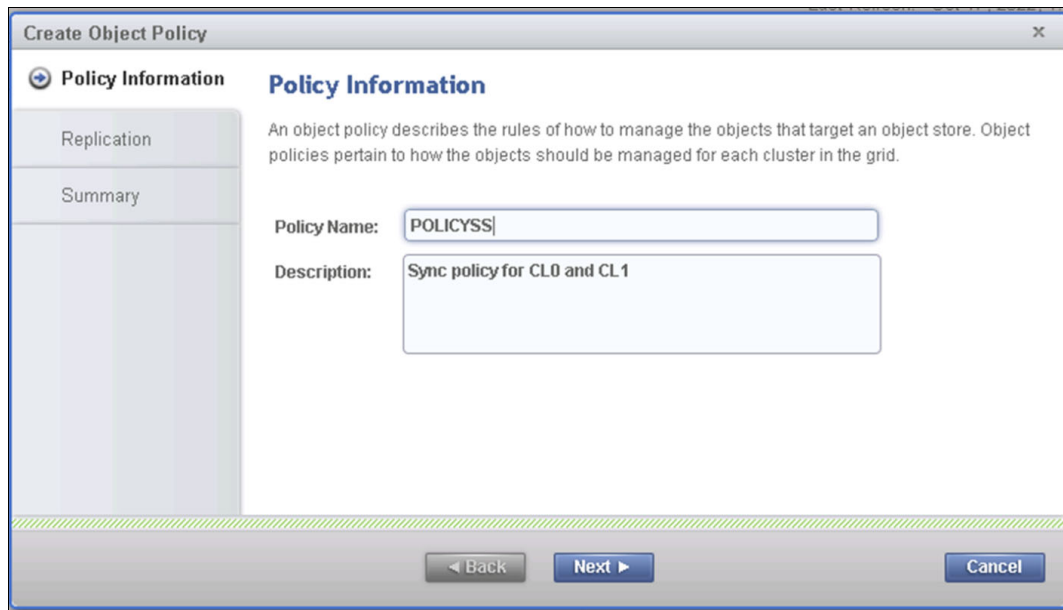 Create Object Policy
x
Policy Information
Replication
Summary
Policy Information
An object policy describes the rules of how to manage the objects that target an object store. Object
policies pertain to how the objects should be managed for each cluster in the grid.
Policy Name: POLICYSS
Description: Sync policy for CL0 and CL1
Back Next Cancel